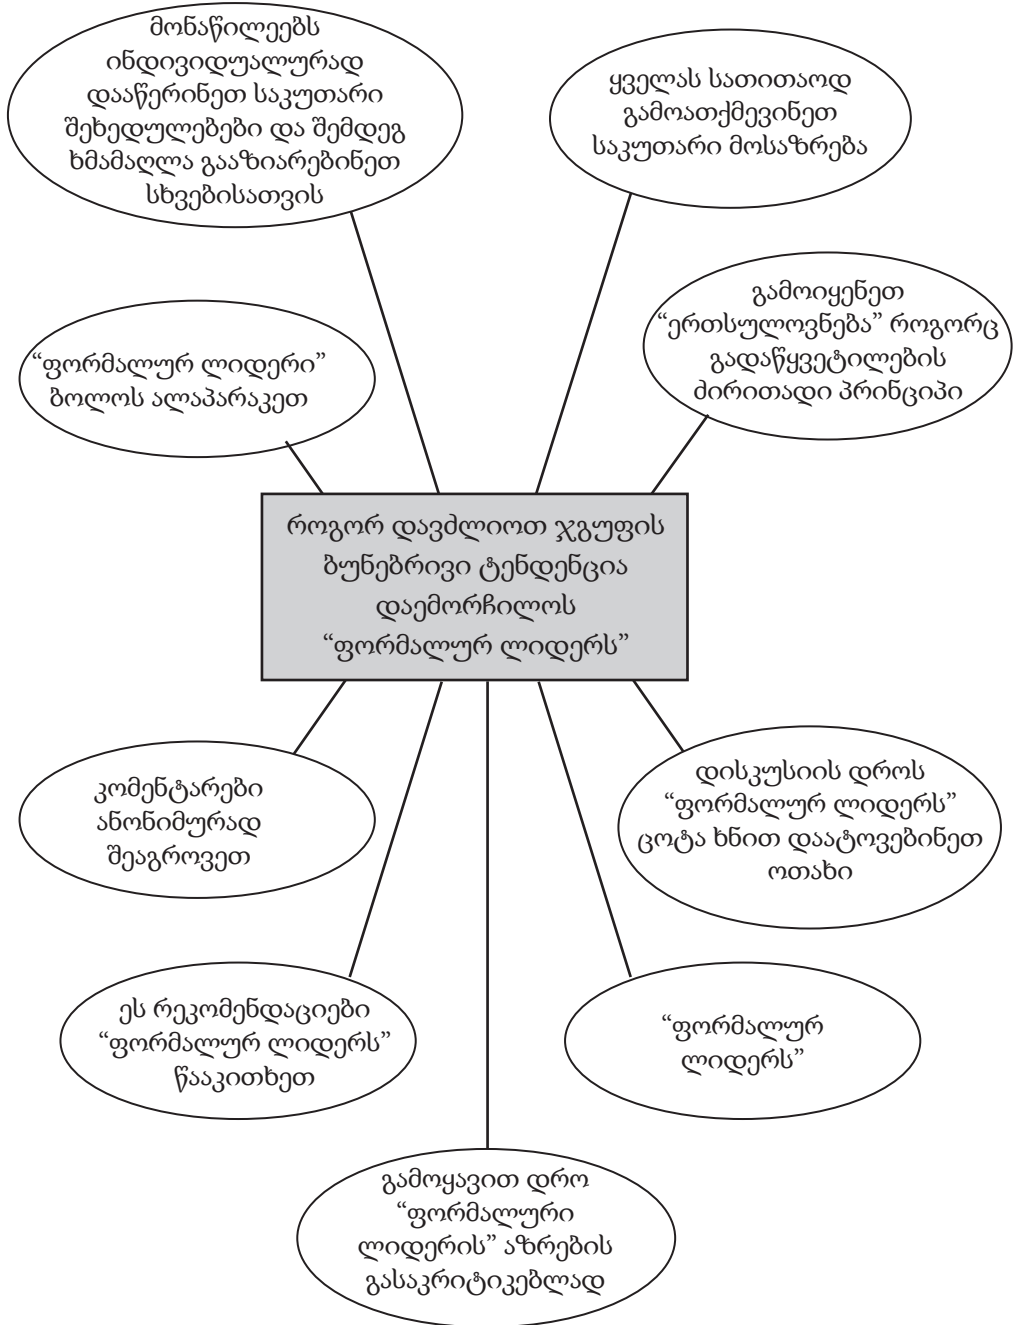 მონაწილეებს
ინდივიდუალურად
დააწერინეთ საკუთარი
შეხედულებები და შემდეგ
ხმამაღლა გააზიარებინეთ
სხვებისათვის
ყველას სათითაოდ
გამოათქმევინეთ
საკუთარი მოსაზრება
“ფორმალურ ლიდერი”
ბოლოს ალაპარაკეთ
გამოიყენეთ
“ერთსულოვნება” როგორც
გადაწყვეტილების
ძირითადი პრინციპი
როგორ დავძლიოთ ჯგუფის
ბუნებრივი ტენდენცია
დაემორჩილოს
“ფორმალურ ლიდერს”
კომენტარები
ანონიმურად
შეაგროვეთ
დისკუსიის დროს
“ფორმალურ ლიდერს”
ცოტა ხნით დაატოვებინეთ
ოთახი
ეს რეკომენდაციები
“ფორმალურ ლიდერს”
წააკითხეთ
“ფორმალურ
ლიდერს”
გამოყავით დრო
“ფორმალური
ლიდერის” აზრების
გასაკრიტიკებლად